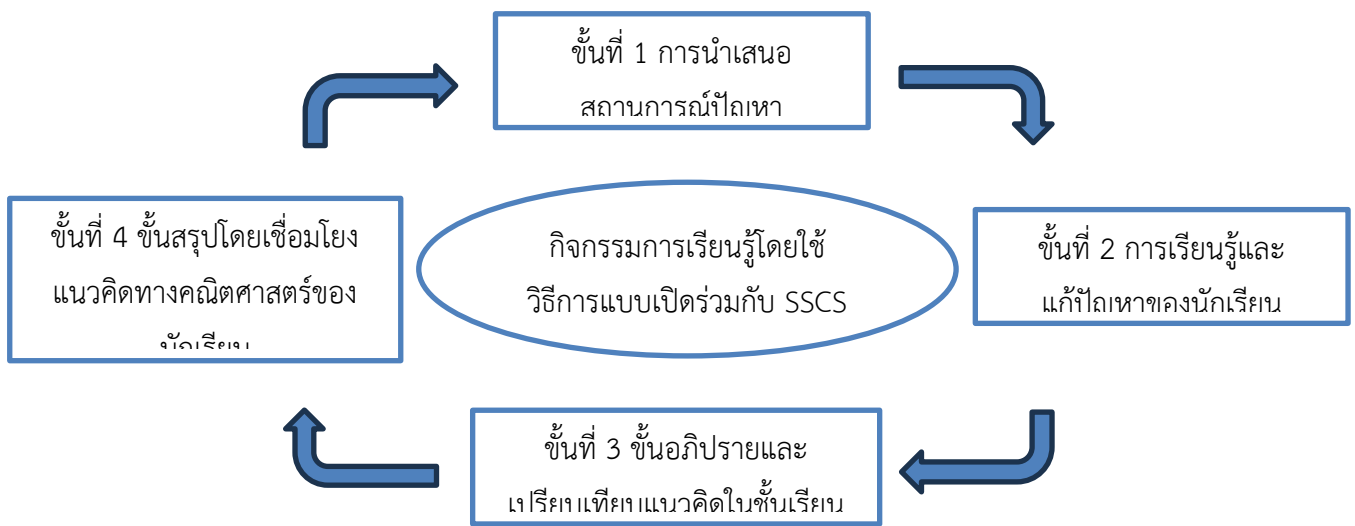 ขั้นที่ 1 การนำเสนอ
สถานการณ์ปัญหา
ขั้นที่ 4 ขั้นสรุปโดยเชื่อมโยง
แนวคิดทางคณิตศาสตร์ของ
นักเรียน
กิจกรรมการเรียนรู้โดยใช้
วิธีการแบบเปิดร่วมกับ SSCS
ขั้นที่ 2 การเรียนรู้และ
แก้ปัญหาของนักเรียน
ขั้นที่ 3 ขั้นอภิปรายและ
เปรียบเทียบแนวคิดในชั้นเรียน